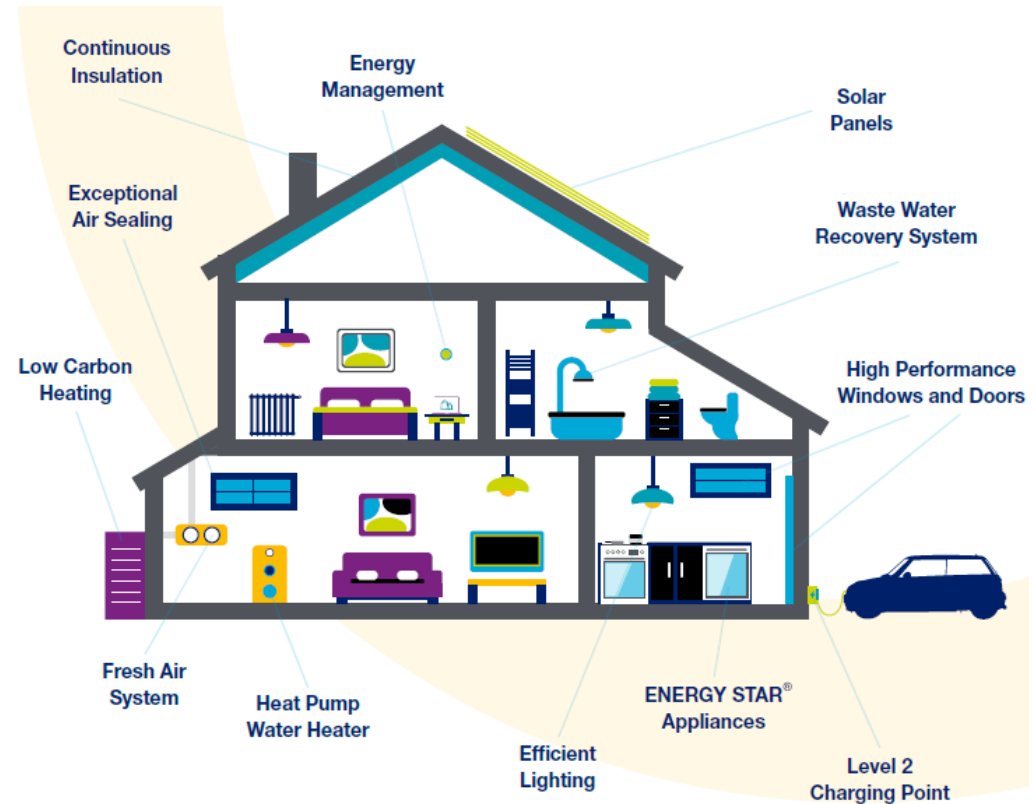 Continuous
Insulation
Energy
Management
Solar
Panels
Exceptional
Air Sealing
Waste Water
Recovery System
Low Carbon
Heating
High Performance
Windows and Doors
Fresh Air
System
Heat Pump
Water Heater
ENERGY STAR®
Appliances
Efficient
Lighting
Level 2
Charging Point